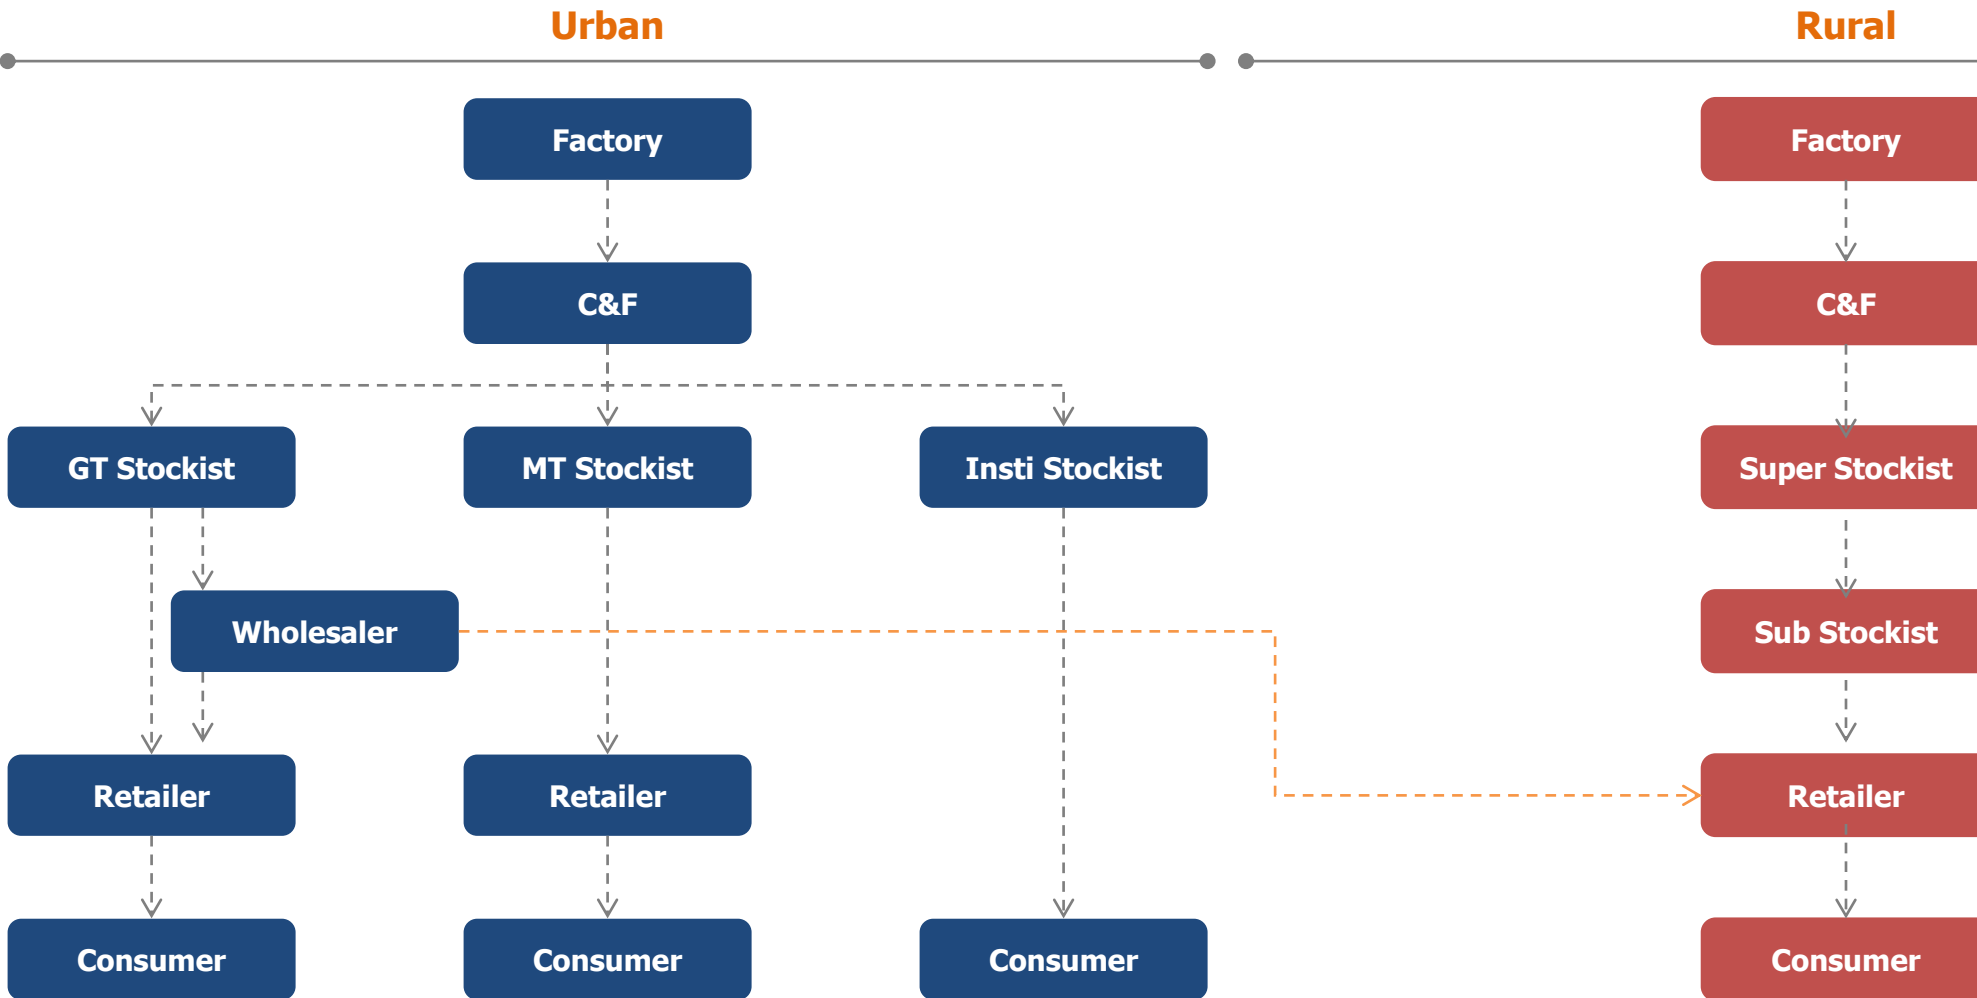 Urban
Rural
Factory
Factory
C&F
C&F
GT Stockist
MT Stockist
Insti Stockist
Super Stockist
Wholesaler
Sub Stockist
Retailer
Retailer
Retailer
Consumer
Consumer
Consumer
Consumer